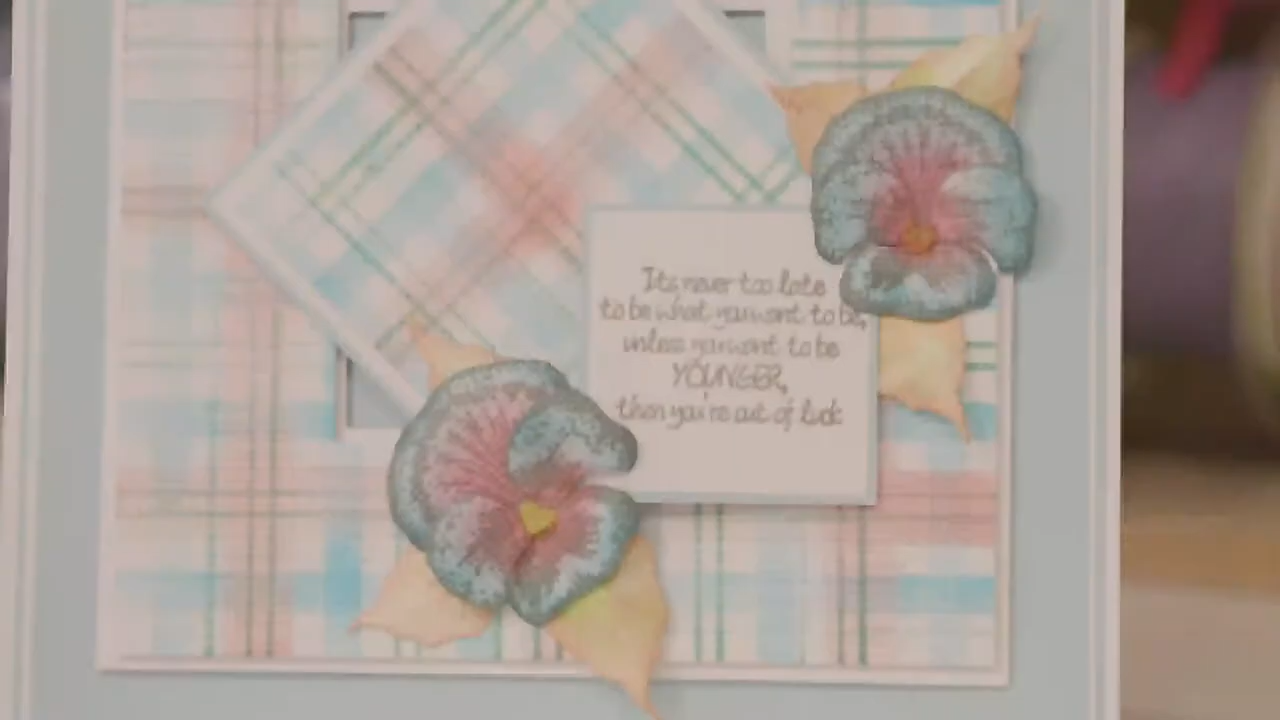 It's never too late
to be what you want to be,
unless you want to be
YOUNGER,
then you're out of luck